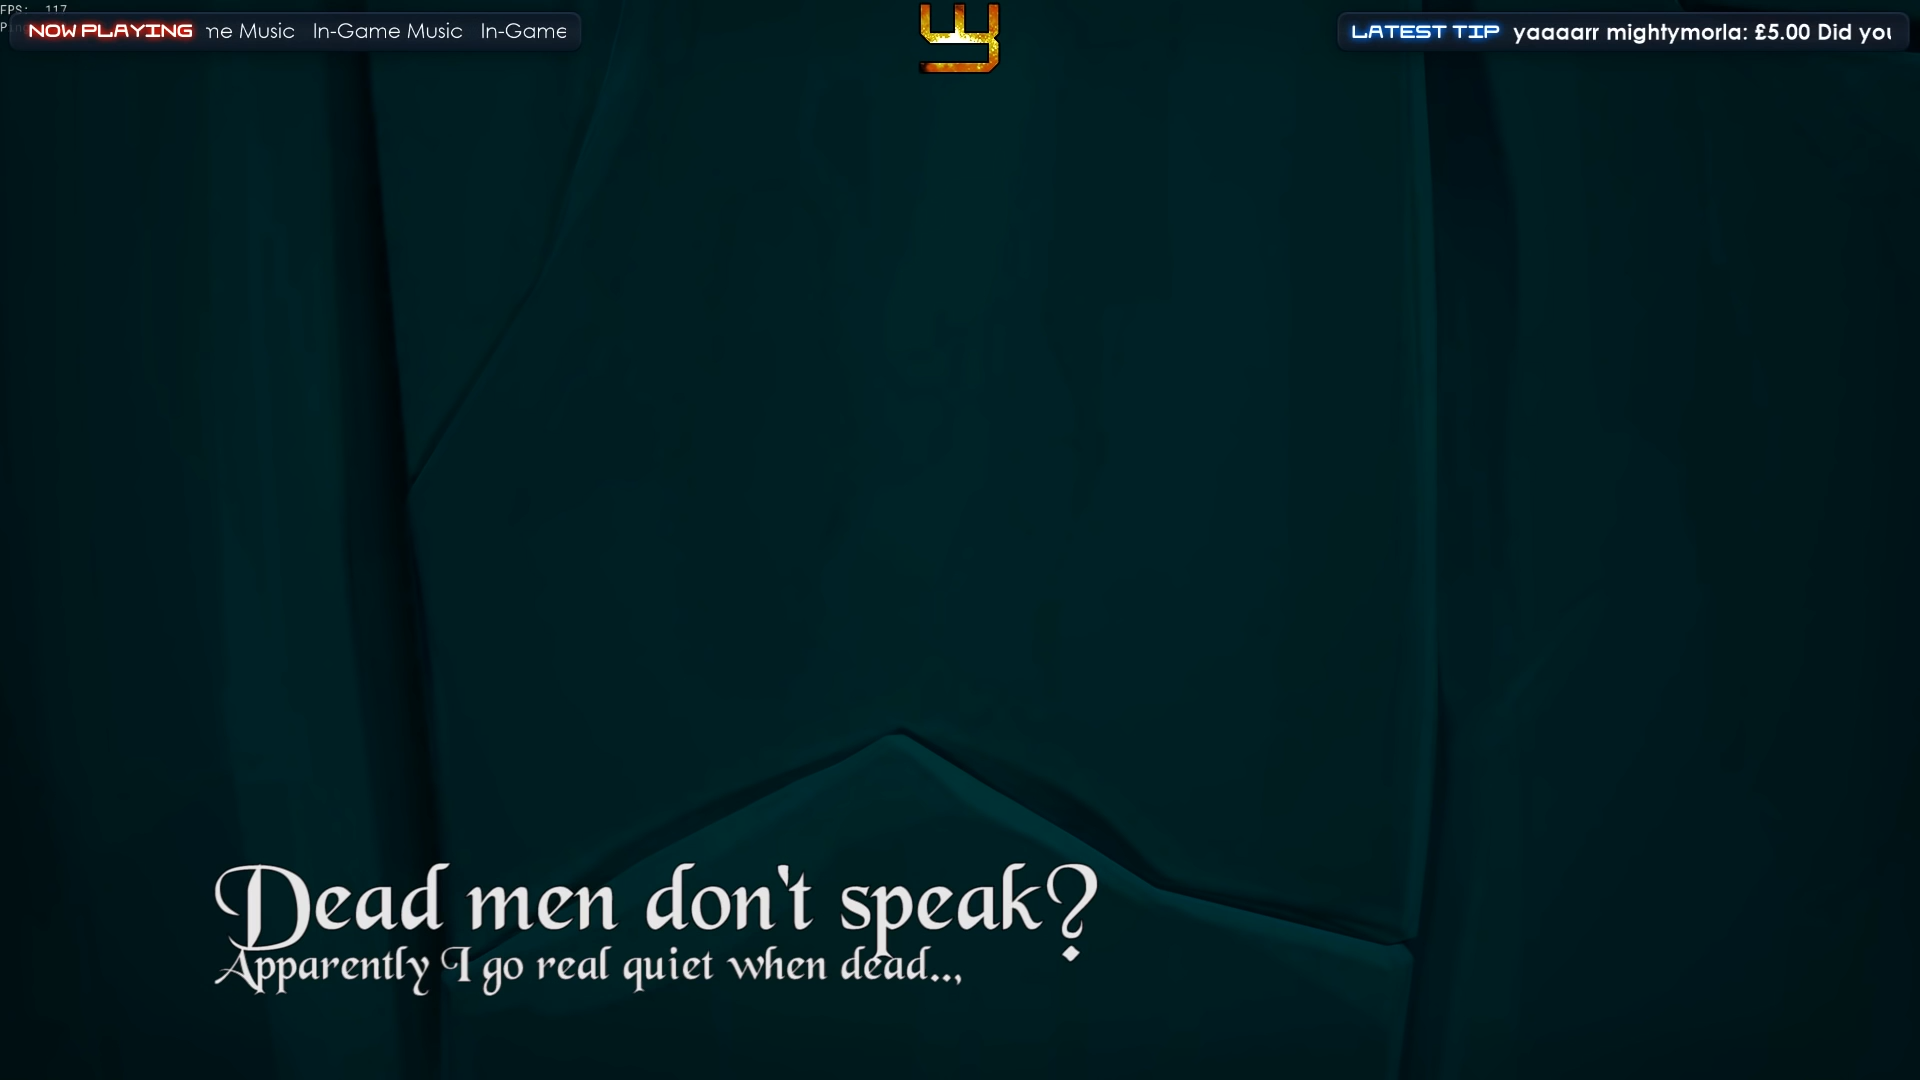 FPS: 117
NOW PLAYING me Music In-Game Music In-Game
LATEST TIP yaaaarr mightymorla: £5.00 Did you
Dead men don't speak?
Apparently I go real quiet when dead..,